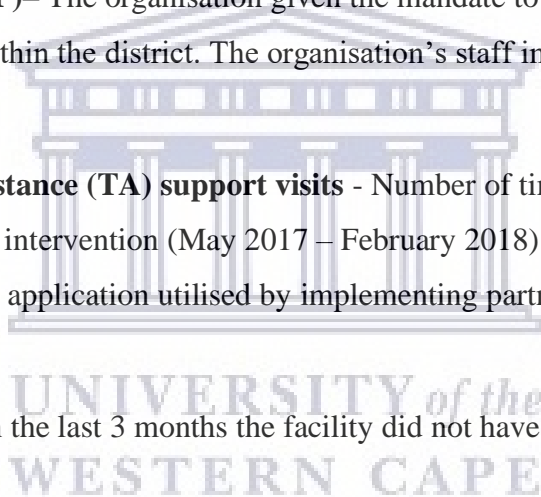 )– The organisation given the mandate to
thin the district. The organisation's staff in
stance (TA) support visits - Number of tin
intervention (May 2017 – February 2018)
application utilised by implementing partn
UNIVERSITY of the
the last 3 months the facility did not have
WESTERN CAPE